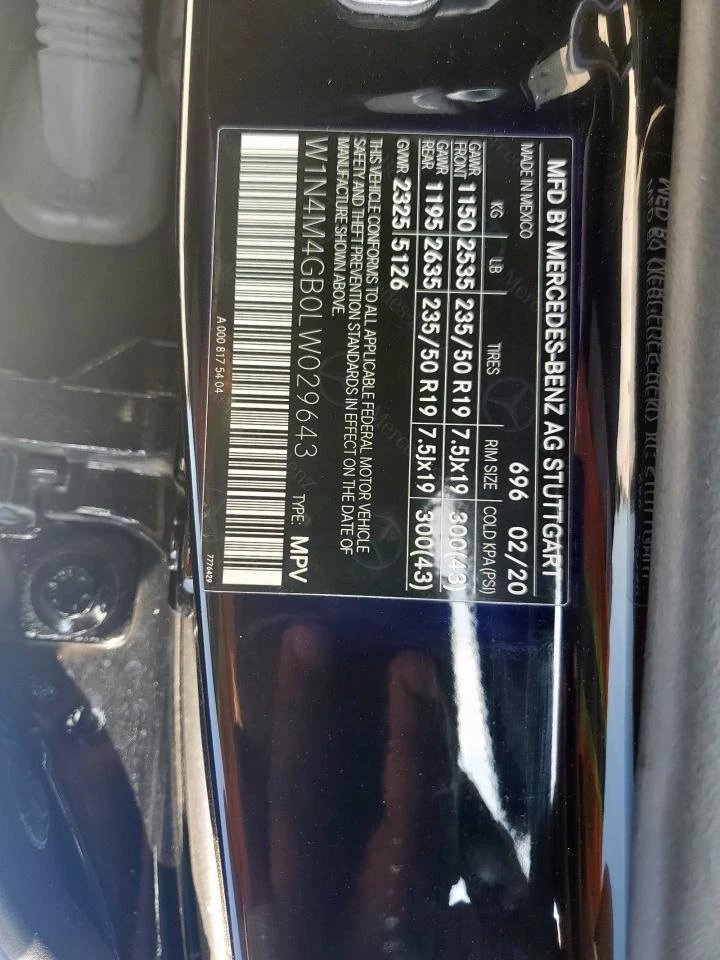 MFD BY MERCEDES-BENZ AG STUTTGART
MADE IN MEXICO 696 02/20
KG LB TIRES RIM SIZE COLD KPA (PSI)
GAWR FRONT 1150 2535 235/50 R19 7.5Jx19 300(43)
GAWR REAR 1195 2635 235/50 R19 7.5Jx19 300(43)
GVWR 2325 5126
THIS VEHICLE CONFORMS TO ALL APPLICABLE FEDERAL MOTOR VEHICLE
SAFETY AND THEFT PREVENTION STANDARDS IN EFFECT ON THE DATE OF
MANUFACTURE SHOWN ABOVE.
W1N4M4GB0LW029643 TYPE: MPV
A 000 817 54 04 7776429